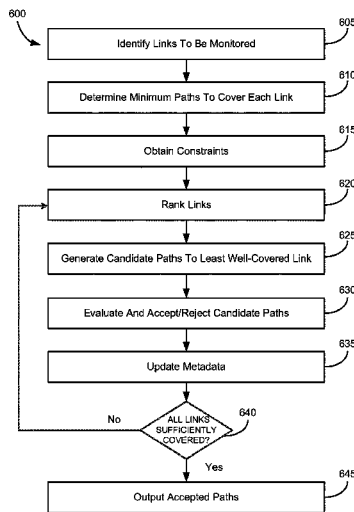 600
605
Identify Links To Be Monitored
610
Determine Minimum Paths To Cover Each Link
615
Obtain Constraints
620
Rank Links
625
Generate Candidate Paths To Least Well-Covered Link
630
Evaluate And Accept/Reject Candidate Paths
635
Update Metadata
No
640
ALL LINKS
SUFFICIENTLY
COVERED?
Yes
645
Output Accepted Paths